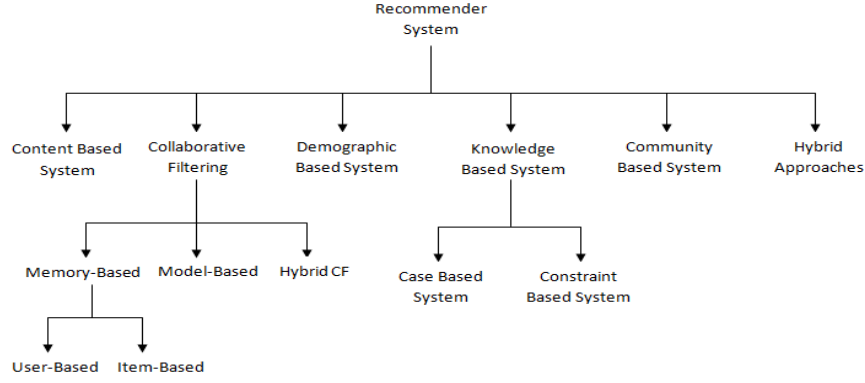 Recommender
System
Content Based
System
Collaborative
Filtering
Demographic
Based System
Knowledge
Based System
Community
Based System
Hybrid
Approaches
Memory-Based
Model-Based
Hybrid CF
Case Based
System
Constraint
Based System
User-Based
Item-Based